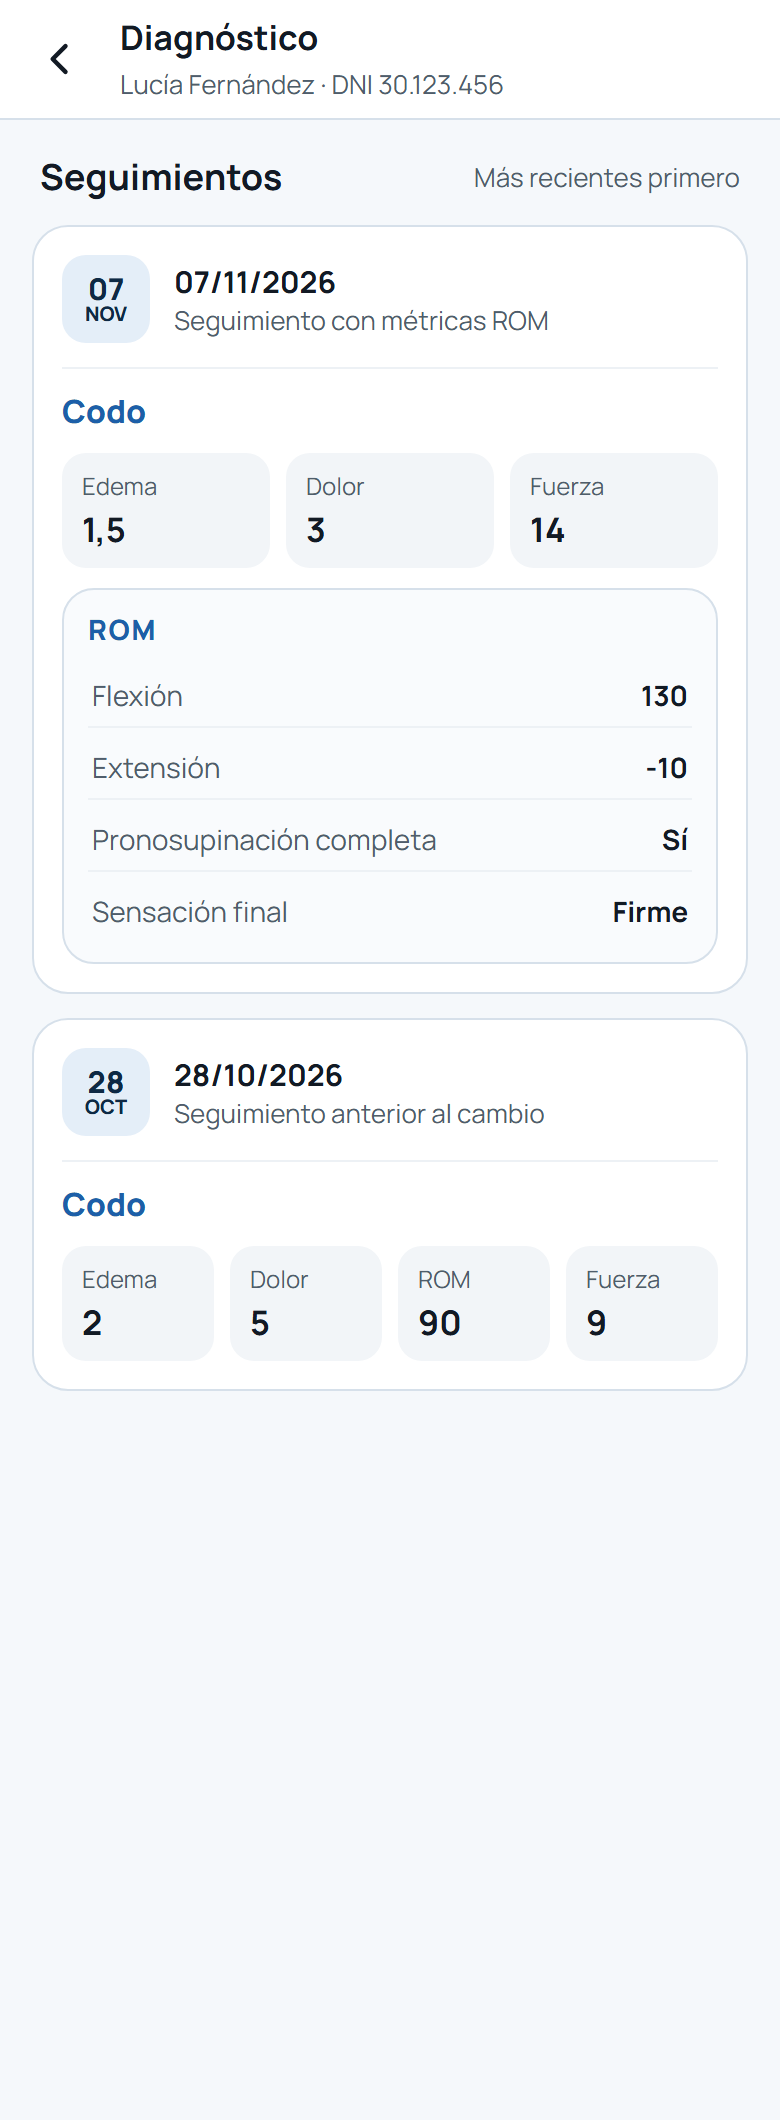 Diagnóstico
Lucía Fernández · DNI 30.123.456
Seguimientos
Más recientes primero
07
NOV
07/11/2026
Seguimiento con métricas ROM
Codo
Edema
1,5
Dolor
3
Fuerza
14
ROM
Flexión 130
Extensión -10
Pronosupinación completa Sí
Sensación final Firme
28
OCT
28/10/2026
Seguimiento anterior al cambio
Codo
Edema
2
Dolor
5
ROM
90
Fuerza
9